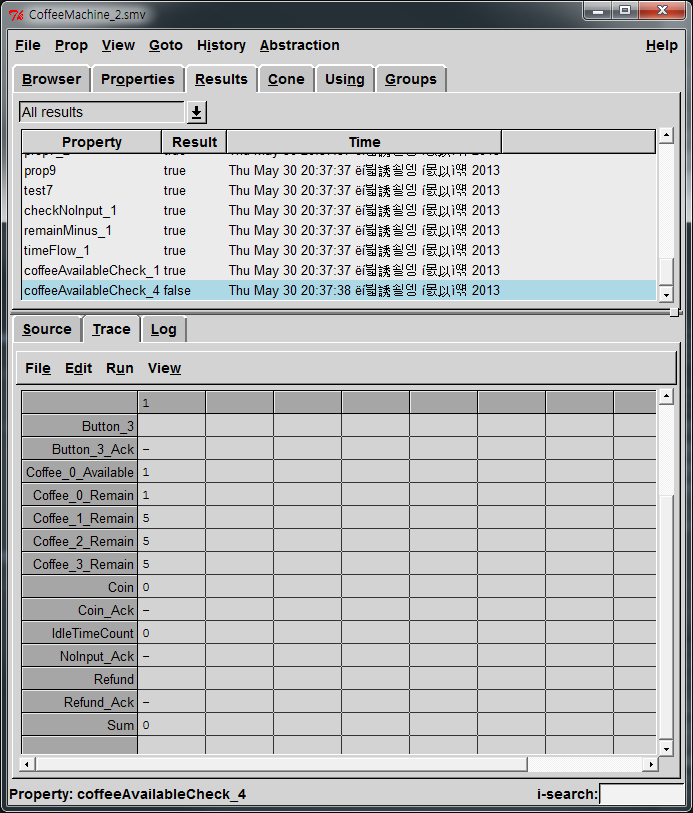 CoffeeMachine_2.smv
File Prop View Goto History Abstraction Help
Browser Properties Results Cone Using Groups
All results
Property Result Time
prop9 true Thu May 30 20:37:37 2013
test7 true Thu May 30 20:37:37 2013
checkNoInput_1 true Thu May 30 20:37:37 2013
remainMinus_1 true Thu May 30 20:37:37 2013
timeFlow_1 true Thu May 30 20:37:37 2013
coffeeAvailableCheck_1 true Thu May 30 20:37:37 2013
coffeeAvailableCheck_4 false Thu May 30 20:37:38 2013
Source Trace Log
File Edit Run View
1
Button_3
Button_3_Ack –
Coffee_0_Available 1
Coffee_0_Remain 1
Coffee_1_Remain 5
Coffee_2_Remain 5
Coffee_3_Remain 5
Coin 0
Coin_Ack –
IdleTimeCount 0
NoInput_Ack –
Refund
Refund_Ack –
Sum 0
Property: coffeeAvailableCheck_4 i-search: